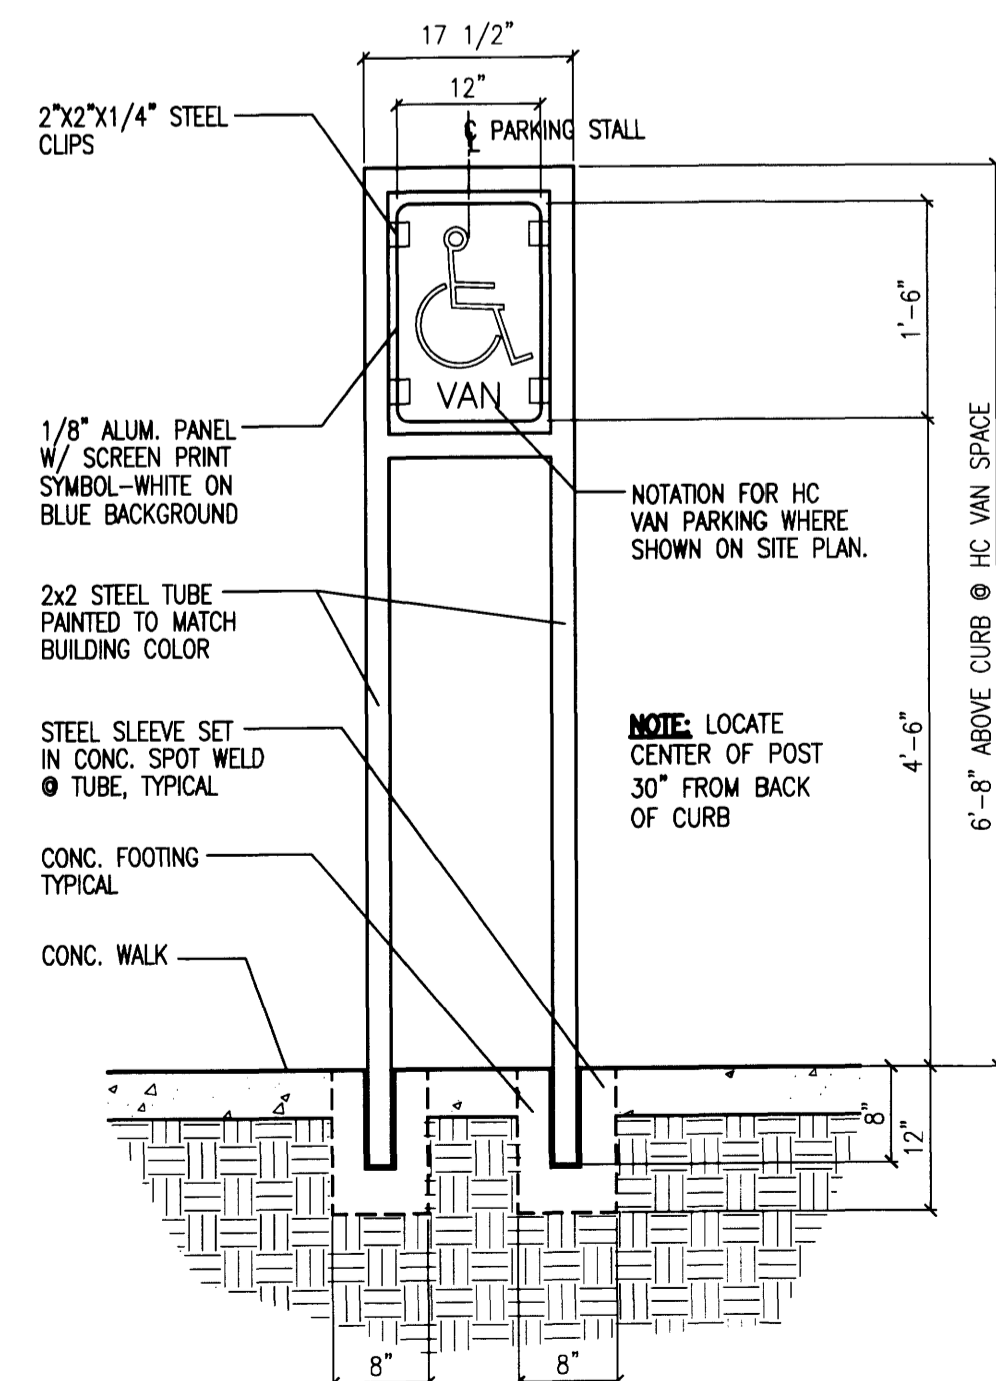 17 1/2"
12"
℄ PARKING STALL
2"X2"X1/4" STEEL
CLIPS
1'-6"
VAN
1/8" ALUM. PANEL
W/ SCREEN PRINT
SYMBOL-WHITE ON
BLUE BACKGROUND
NOTATION FOR HC
VAN PARKING WHERE
SHOWN ON SITE PLAN.
6'-8" ABOVE CURB @ HC VAN SPACE
2x2 STEEL TUBE
PAINTED TO MATCH
BUILDING COLOR
STEEL SLEEVE SET
IN CONC. SPOT WELD
@ TUBE, TYPICAL
NOTE: LOCATE
CENTER OF POST
30" FROM BACK
OF CURB
4'-6"
CONC. FOOTING
TYPICAL
CONC. WALK
8"
12"
8"
8"